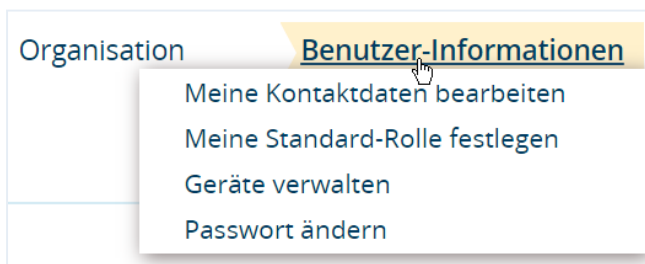 Organisation Benutzer-Informationen
Meine Kontaktdaten bearbeiten
Meine Standard-Rolle festlegen
Geräte verwalten
Passwort ändern